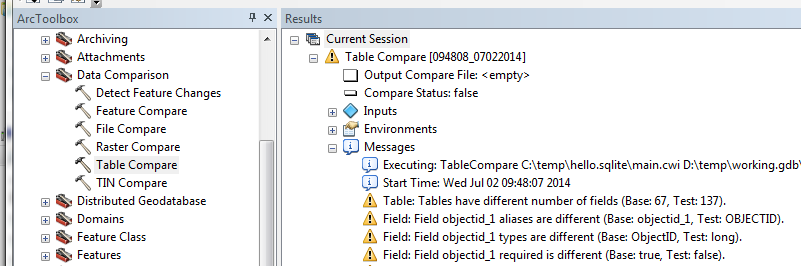 ArcToolbox
Archiving
Attachments
Data Comparison
Detect Feature Changes
Feature Compare
File Compare
Raster Compare
Table Compare
TIN Compare
Distributed Geodatabase
Domains
Feature Class
Features
Results
Current Session
Table Compare [094808_07022014]
Output Compare File: <empty>
Compare Status: false
Inputs
Environments
Messages
Executing: TableCompare C:\temp\hello.sqlite\main.cwi D:\temp\working.gdb\
Start Time: Wed Jul 02 09:48:07 2014
Table: Tables have different number of fields (Base: 67, Test: 137).
Field: Field objectid_1 aliases are different (Base: objectid_1, Test: OBJECTID).
Field: Field objectid_1 types are different (Base: ObjectID, Test: long).
Field: Field objectid_1 required is different (Base: true, Test: false).